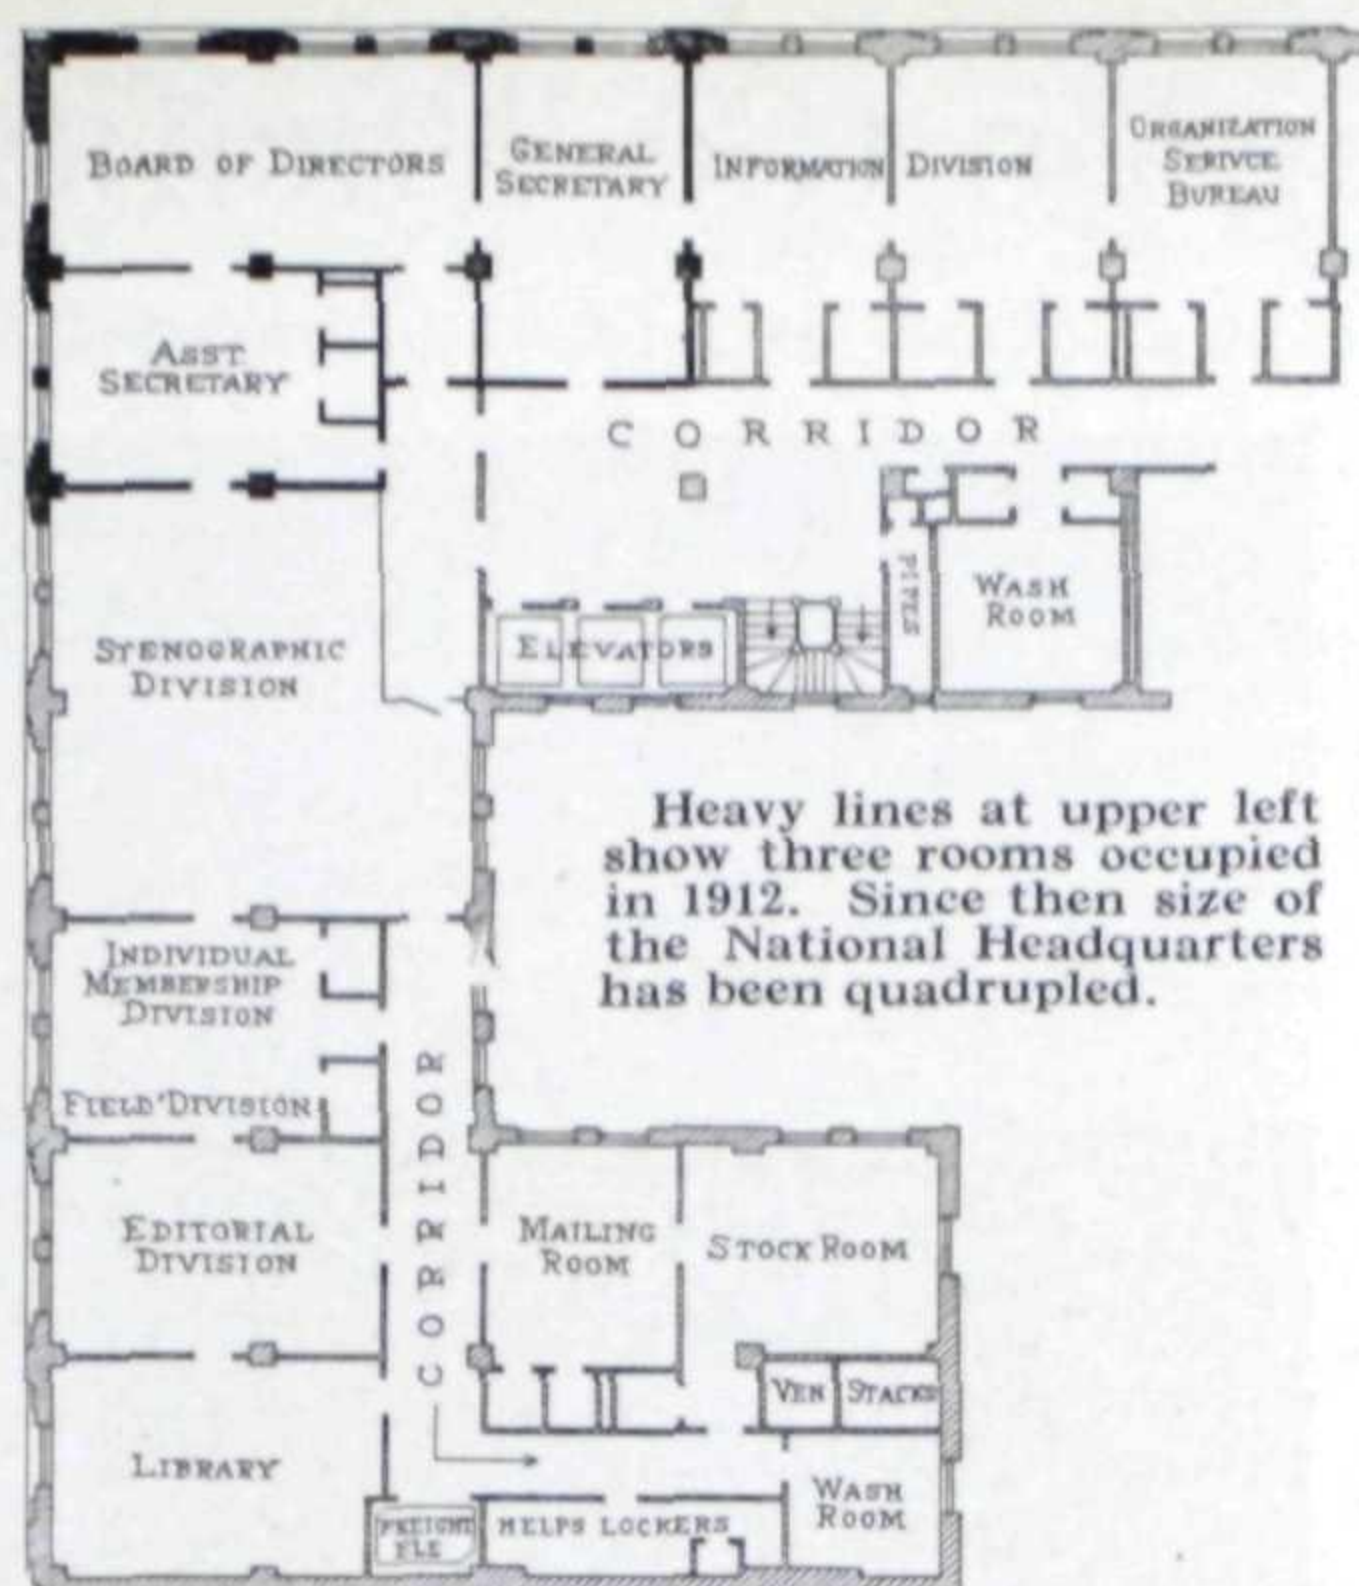 BOARD OF DIRECTORS
GENERAL
SECRETARY
INFORMATION DIVISION
ORGANIZATION
SERIVCE
BUREAU
ASST.
SECRETARY
CORRIDOR
STENOGRAPHIC
DIVISION
ELEVATORS
PIPES
WASH
ROOM
Heavy lines at upper left
show three rooms occupied
in 1912. Since then size of
the National Headquarters
has been quadrupled.
INDIVIDUAL
MEMBERSHIP
DIVISION
FIELD DIVISION
CORRIDOR
EDITORIAL
DIVISION
MAILING
ROOM
STOCK ROOM
VEN STACKS
LIBRARY
WASH
ROOM
FREIGHT
ELE
HELPS LOCKERS